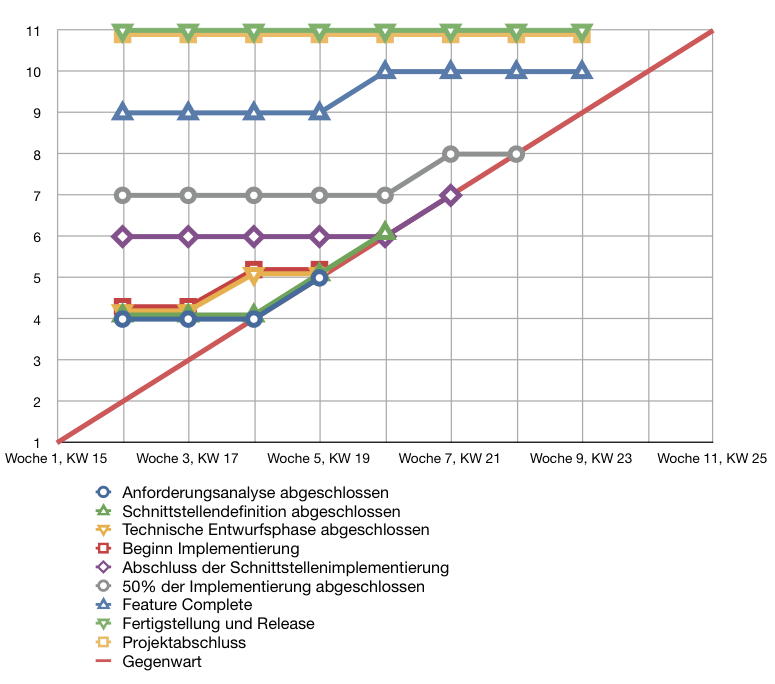 11
10
9
8
7
6
5
4
3
2
1
Woche 1, KW 15 Woche 3, KW 17 Woche 5, KW 19 Woche 7, KW 21 Woche 9, KW 23 Woche 11, KW 25
Anforderungsanalyse abgeschlossen
Schnittstellendefinition abgeschlossen
Technische Entwurfsphase abgeschlossen
Beginn Implementierung
Abschluss der Schnittstellenimplementierung
50% der Implementierung abgeschlossen
Feature Complete
Fertigstellung und Release
Projektabschluss
Gegenwart